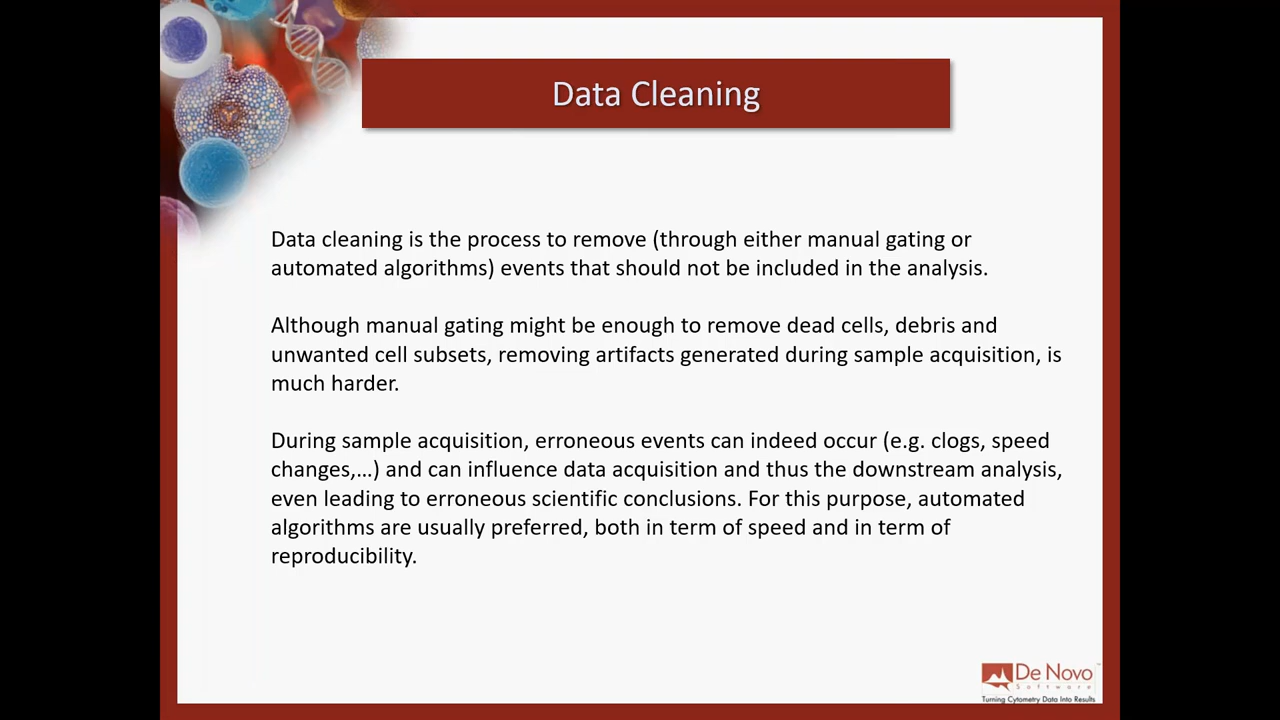 Data Cleaning
Data cleaning is the process to remove (through either manual gating or
automated algorithms) events that should not be included in the analysis.
Although manual gating might be enough to remove dead cells, debris and
unwanted cell subsets, removing artifacts generated during sample acquisition, is
much harder.
During sample acquisition, erroneous events can indeed occur (e.g. clogs, speed
changes,…) and can influence data acquisition and thus the downstream analysis,
even leading to erroneous scientific conclusions. For this purpose, automated
algorithms are usually preferred, both in term of speed and in term of
reproducibility.
De Novo
Software
Turning Cytometry Data Into Results